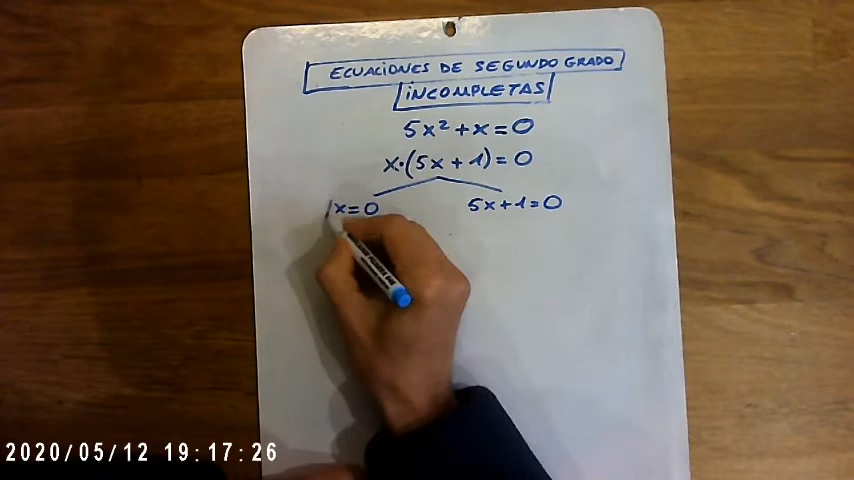 ECUACIONES DE SEGUNDO GRADO
INCOMPLETAS
5x² + x = 0
x·(5x + 1) = 0
x = 0 5x + 1 = 0
2020/05/12 19:17:26